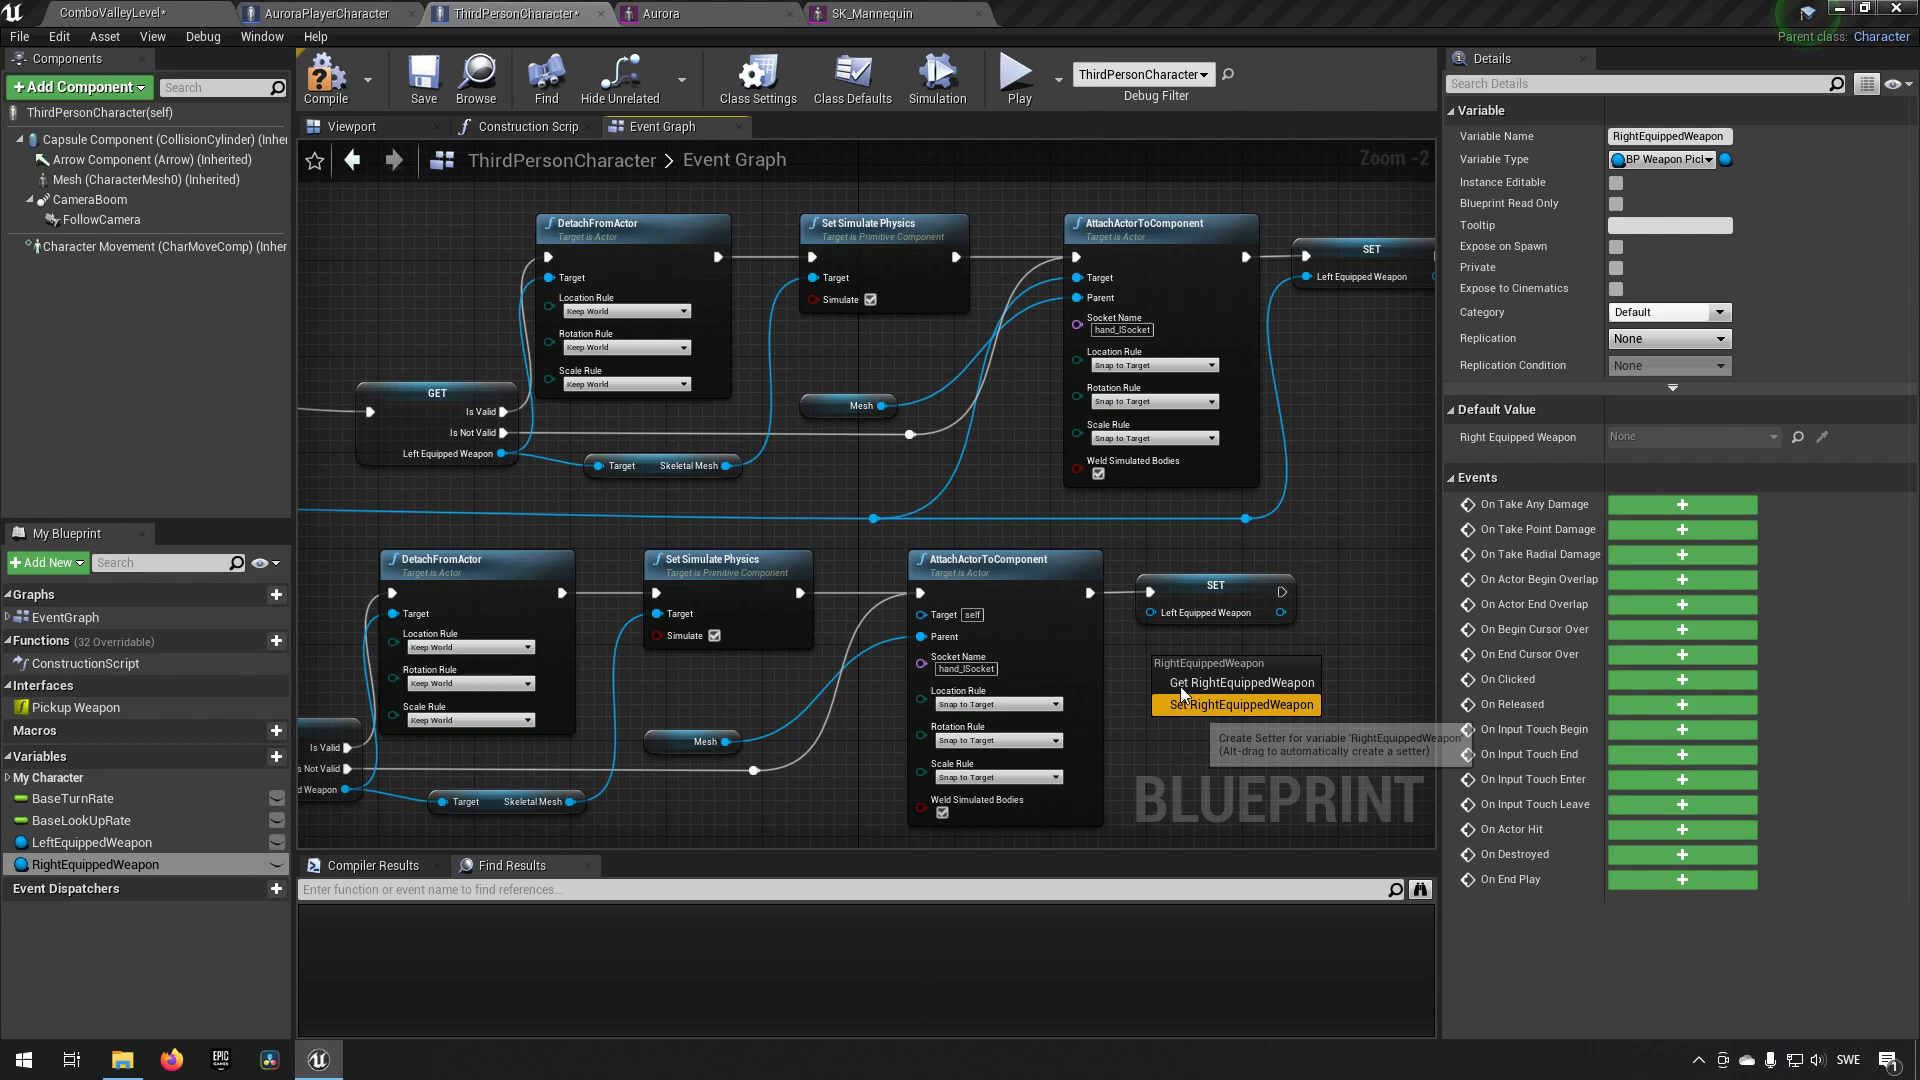 ComboValleyLevel*
AuroraPlayerCharacter
ThirdPersonCharacter*
Aurora
SK_Mannequin
File Edit Asset View Debug Window Help
Parent class: Character
Components
+Add Component
Search
ThirdPersonCharacter(self)
Capsule Component (CollisionCylinder) (Inhe
Arrow Component (Arrow) (Inherited)
Mesh (CharacterMesh0) (Inherited)
CameraBoom
FollowCamera
Character Movement (CharMoveComp) (Inher
Compile
Save
Browse
Find
Hide Unrelated
Class Settings
Class Defaults
Simulation
Play
ThirdPersonCharacter
Debug Filter
Viewport
Construction Scrip
Event Graph
ThirdPersonCharacter > Event Graph
Zoom -2
DetachFromActor
Target is Actor
Target
Location Rule
Keep World
Rotation Rule
Keep World
Scale Rule
Keep World
Set Simulate Physics
Target is Primitive Component
Target
Simulate
AttachActorToComponent
Target is Actor
Target
Parent
Socket Name
hand_lSocket
Location Rule
Snap to Target
Rotation Rule
Snap to Target
Scale Rule
Snap to Target
Weld Simulated Bodies
SET
Left Equipped Weapon
GET
Is Valid
Is Not Valid
Left Equipped Weapon
Mesh
Target Skeletal Mesh
DetachFromActor
Target is Actor
Target
Location Rule
Keep World
Rotation Rule
Keep World
Scale Rule
Keep World
Set Simulate Physics
Target is Primitive Component
Target
Simulate
AttachActorToComponent
Target is Actor
Target self
Parent
Socket Name
hand_lSocket
Location Rule
Snap to Target
Rotation Rule
Snap to Target
Scale Rule
Snap to Target
Weld Simulated Bodies
SET
Left Equipped Weapon
Is Valid
s Not Valid
d Weapon
Mesh
Target Skeletal Mesh
RightEquippedWeapon
Get RightEquippedWeapon
Set RightEquippedWeapon
Create Setter for variable 'RightEquippedWeapon'
(Alt-drag to automatically create a setter)
BLUEPRINT
My Blueprint
+Add New
Search
Graphs
EventGraph
Functions (32 Overridable)
ConstructionScript
Interfaces
Pickup Weapon
Macros
Variables
My Character
BaseTurnRate
BaseLookUpRate
LeftEquippedWeapon
RightEquippedWeapon
Event Dispatchers
Compiler Results
Find Results
Enter function or event name to find references...
Details
Search Details
Variable
Variable Name RightEquippedWeapon
Variable Type BP Weapon Picl
Instance Editable
Blueprint Read Only
Tooltip
Expose on Spawn
Private
Expose to Cinematics
Category Default
Replication None
Replication Condition None
Default Value
Right Equipped Weapon None
Events
On Take Any Damage
On Take Point Damage
On Take Radial Damage
On Actor Begin Overlap
On Actor End Overlap
On Begin Cursor Over
On End Cursor Over
On Clicked
On Released
On Input Touch Begin
On Input Touch End
On Input Touch Enter
On Input Touch Leave
On Actor Hit
On Destroyed
On End Play
EPIC
GAMES
SWE
1